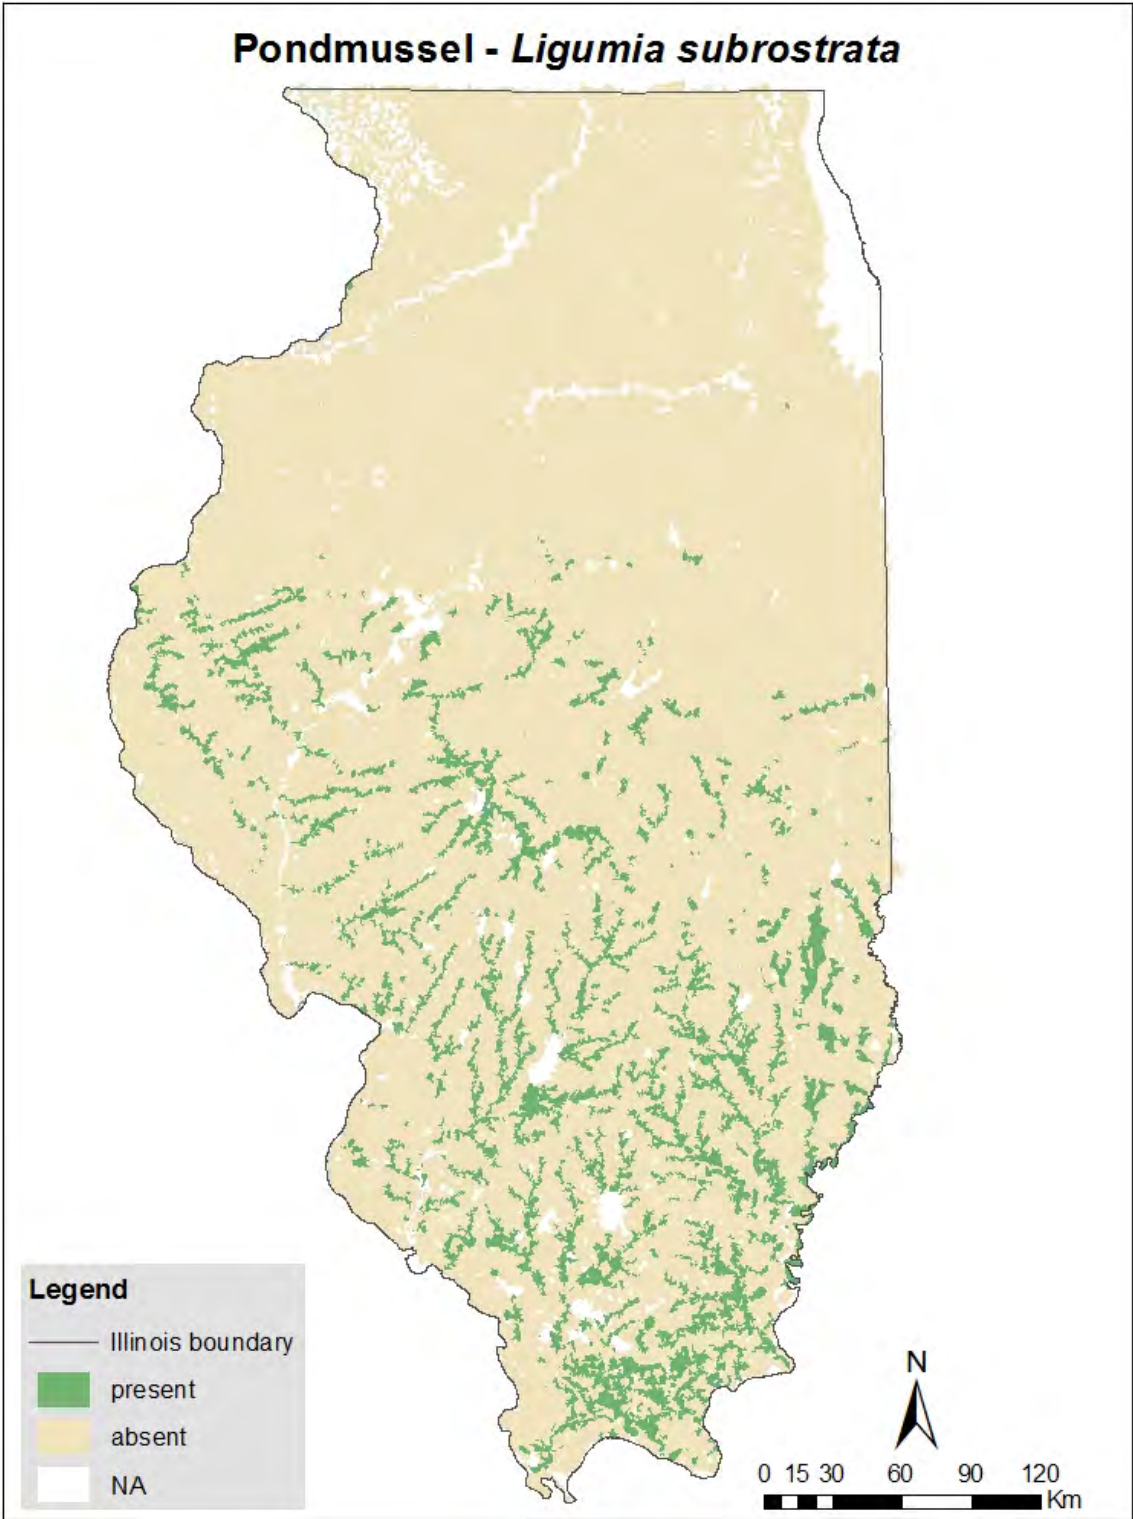 Pondmussel - Ligumia subrostrata
Legend
Illinois boundary
present
absent
NA
N
0 15 30 60 90 120
Km